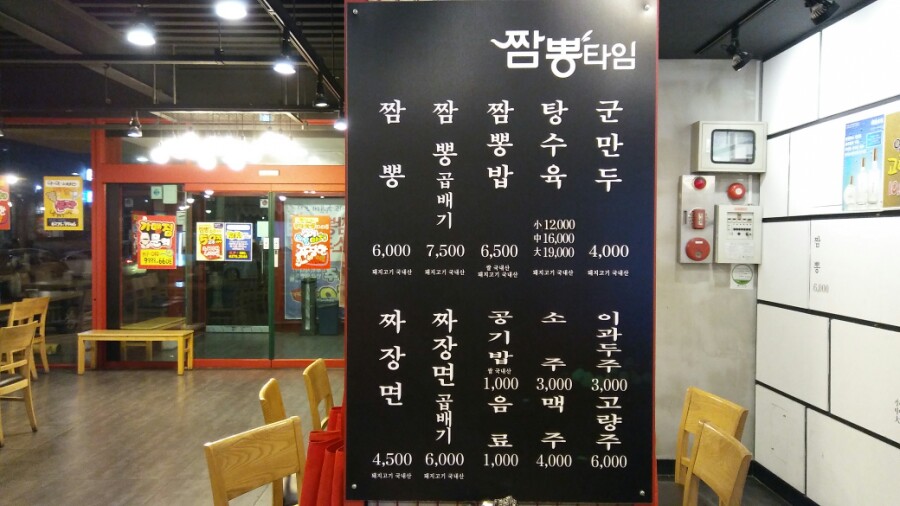 짬뽕타임
짬뽕
6,000
돼지고기 국내산
짬뽕곱배기
7,500
돼지고기 국내산
짬뽕밥
6,500
쌀 국내산
돼지고기 국내산
탕수육
小 12,000
中 16,000
大 19,000
돼지고기 국내산
군만두
4,000
돼지고기 국내산
짜장면
4,500
돼지고기 국내산
짜장면곱배기
6,000
돼지고기 국내산
공기밥
쌀 국내산
1,000
음료
1,000
소주
3,000
맥주
4,000
이과두주
3,000
고량주
6,000
짬
뽕
6,000